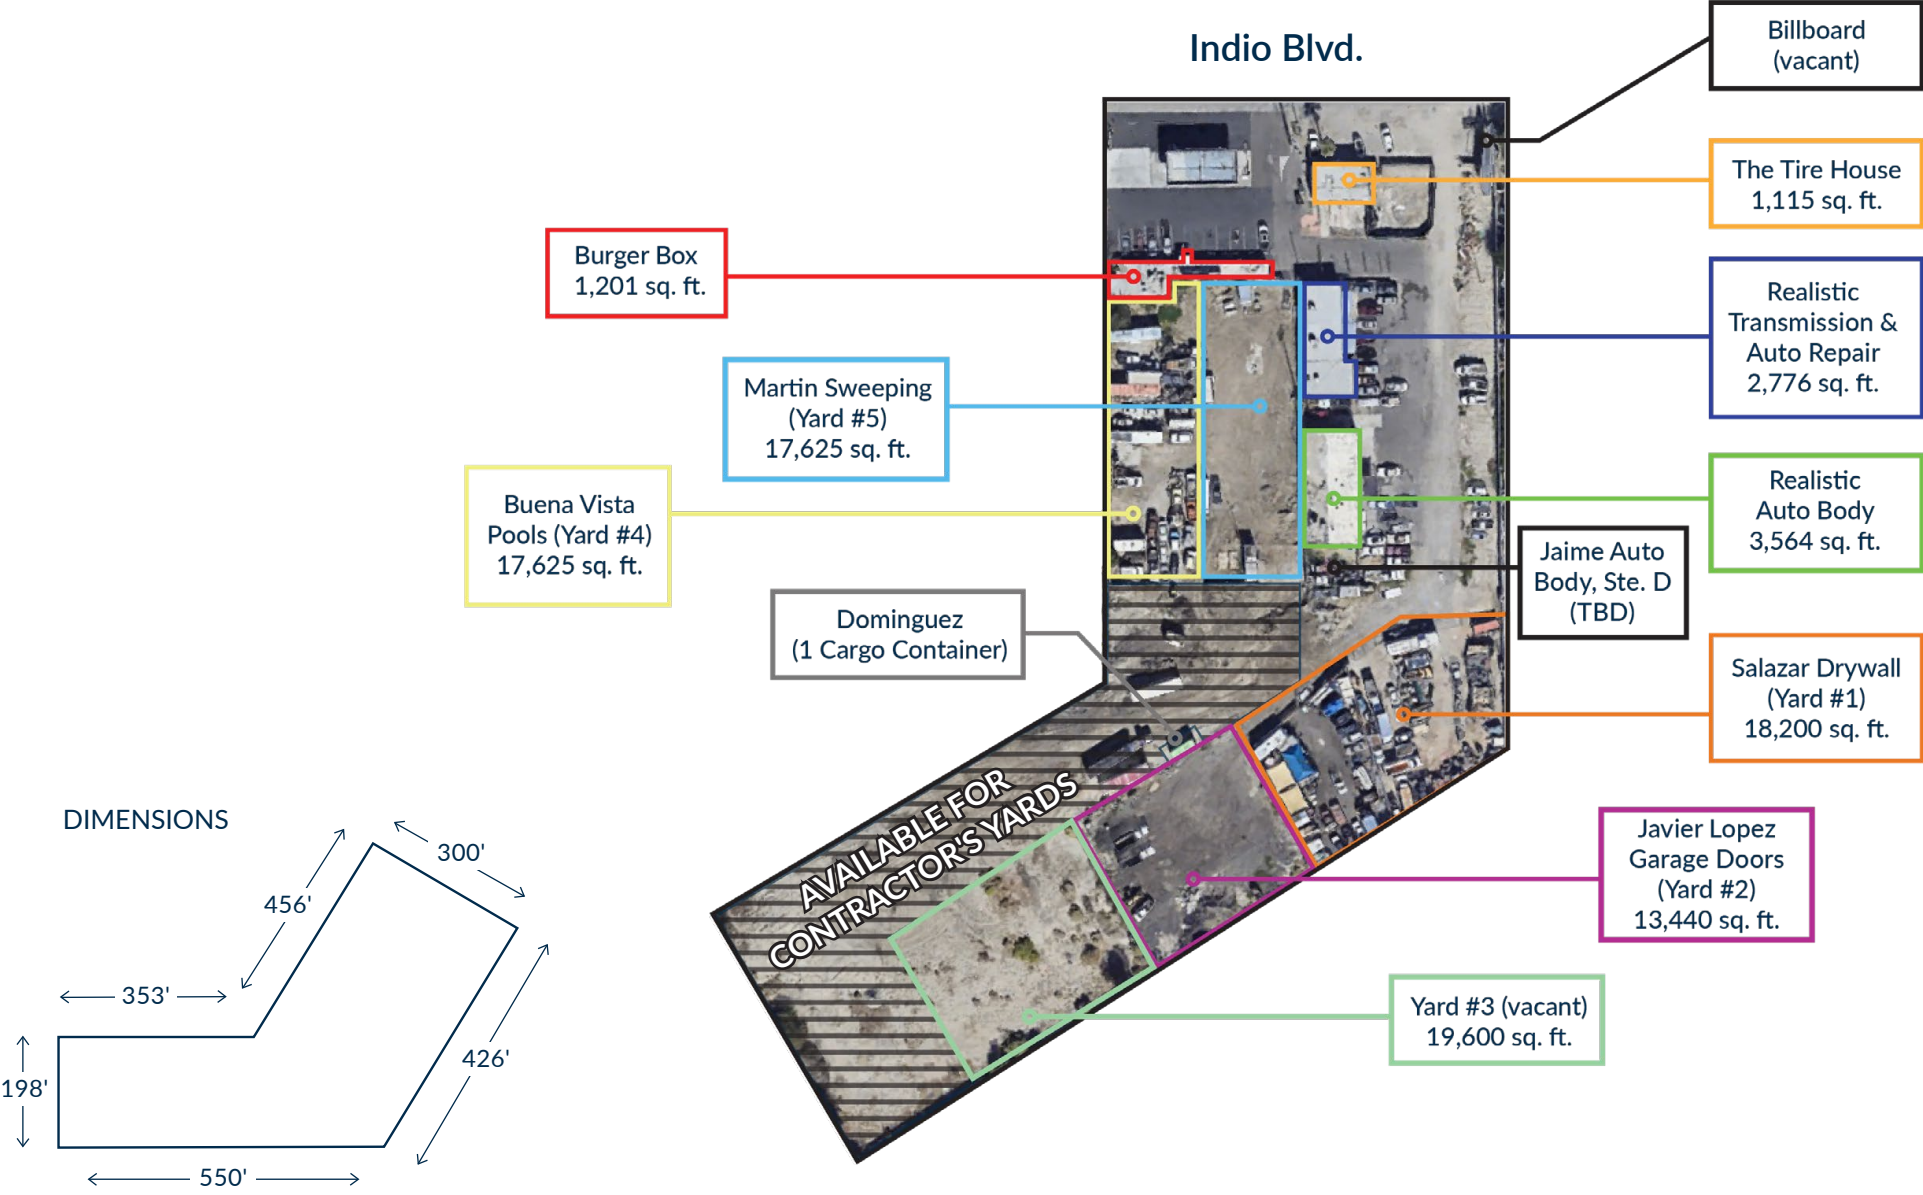 Indio Blvd.
Billboard
(vacant)
The Tire House
1,115 sq. ft.
Burger Box
1,201 sq. ft.
Realistic
Transmission &
Auto Repair
2,776 sq. ft.
Martin Sweeping
(Yard #5)
17,625 sq. ft.
Buena Vista
Pools (Yard #4)
17,625 sq. ft.
Realistic
Auto Body
3,564 sq. ft.
Jaime Auto
Body, Ste. D
(TBD)
Dominguez
(1 Cargo Container)
Salazar Drywall
(Yard #1)
18,200 sq. ft.
AVAILABLE FOR
CONTRACTOR'S YARDS
Javier Lopez
Garage Doors
(Yard #2)
13,440 sq. ft.
Yard #3 (vacant)
19,600 sq. ft.
DIMENSIONS
300'
456'
353'
426'
198'
550'